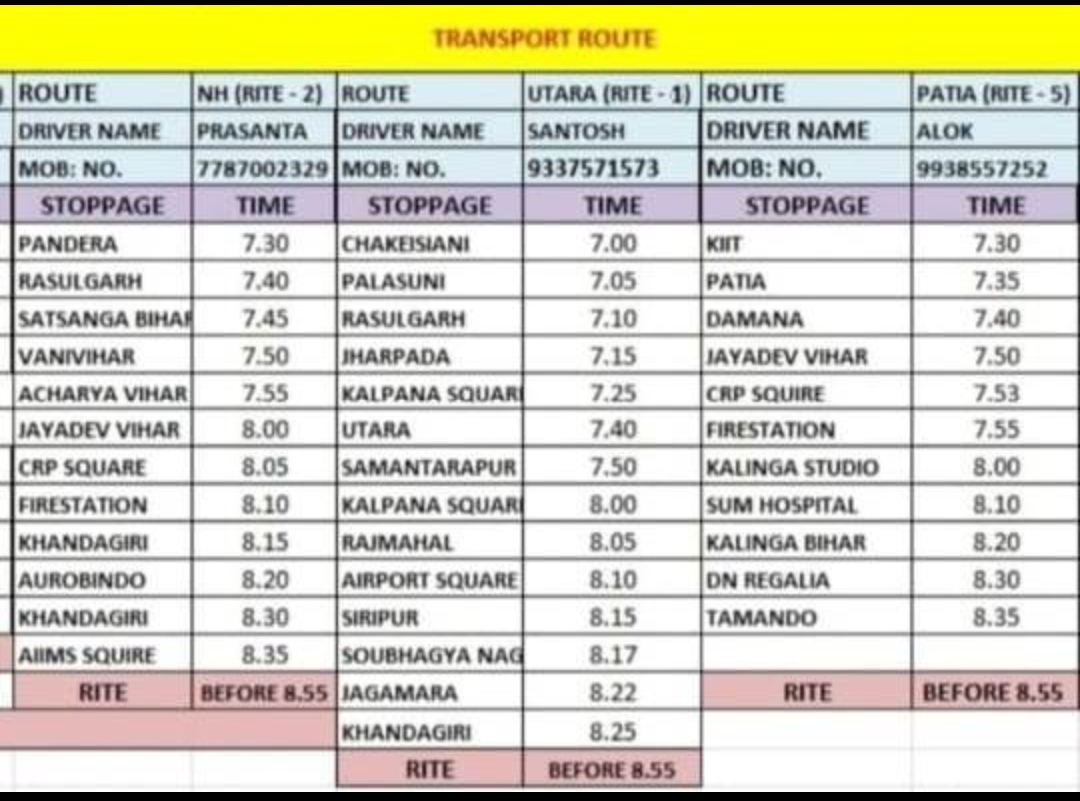 TRANSPORT ROUTE
) ROUTE NH (RITE - 2) ROUTE UTARA (RITE - 1) ROUTE PATIA (RITE - 5)
DRIVER NAME PRASANTA DRIVER NAME SANTOSH DRIVER NAME ALOK
MOB: NO. 7787002329 MOB: NO. 9337571573 MOB: NO. 9938557252
STOPPAGE TIME STOPPAGE TIME STOPPAGE TIME
PANDERA 7.30 CHAKEISIANI 7.00 KIIT 7.30
RASULGARH 7.40 PALASUNI 7.05 PATIA 7.35
SATSANGA BIHAR 7.45 RASULGARH 7.10 DAMANA 7.40
VANIVIHAR 7.50 JHARPADA 7.15 JAYADEV VIHAR 7.50
ACHARYA VIHAR 7.55 KALPANA SQUARI 7.25 CRP SQUIRE 7.53
JAYADEV VIHAR 8.00 UTARA 7.40 FIRESTATION 7.55
CRP SQUARE 8.05 SAMANTARAPUR 7.50 KALINGA STUDIO 8.00
FIRESTATION 8.10 KALPANA SQUARI 8.00 SUM HOSPITAL 8.10
KHANDAGIRI 8.15 RAJMAHAL 8.05 KALINGA BIHAR 8.20
AUROBINDO 8.20 AIRPORT SQUARE 8.10 DN REGALIA 8.30
KHANDAGIRI 8.30 SIRIPUR 8.15 TAMANDO 8.35
AIIMS SQUIRE 8.35 SOUBHAGYA NAG 8.17
RITE BEFORE 8.55 JAGAMARA 8.22 RITE BEFORE 8.55
KHANDAGIRI 8.25
RITE BEFORE 8.55